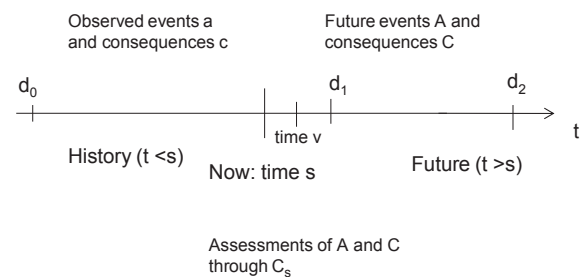 Observed events a
and consequences c
Future events A and
consequences C
d0
d1
d2
time v
t
History (t <s)
Now: time s
Future (t >s)
Assessments of A and C
through Cs